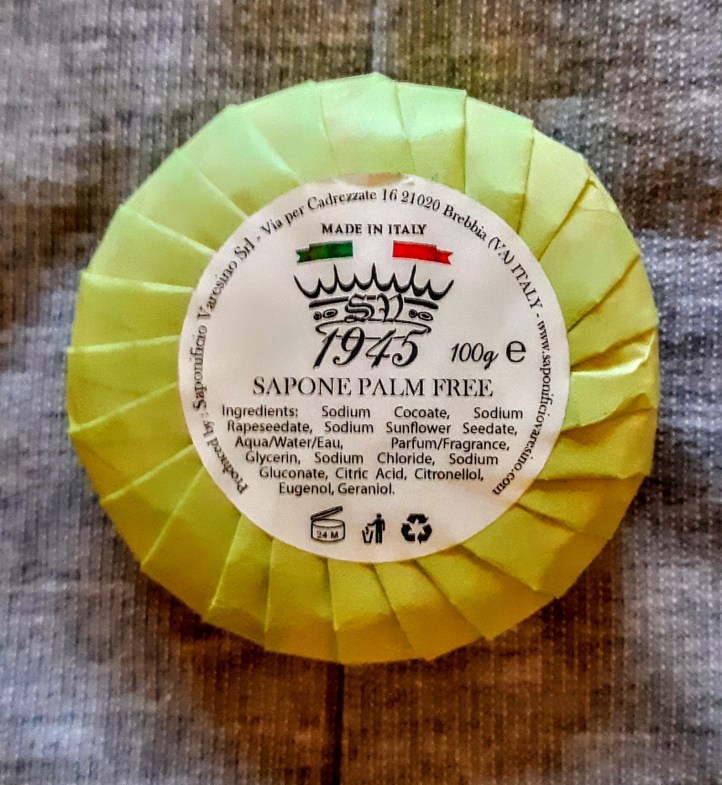 Produced by: Saponificio Varesino Srl - Via per Cadrezzate 16 21020 Brebbia (VA) ITALY - www.saponificiovaresino.com
MADE IN ITALY
SV
1945
100g e
SAPONE PALM FREE
Ingredients: Sodium Cocoate, Sodium
Rapeseedate, Sodium Sunflower Seedate,
Aqua/Water/Eau, Parfum/Fragrance,
Glycerin, Sodium Chloride, Sodium
Gluconate, Citric Acid, Citronellol,
Eugenol, Geraniol.
24 M